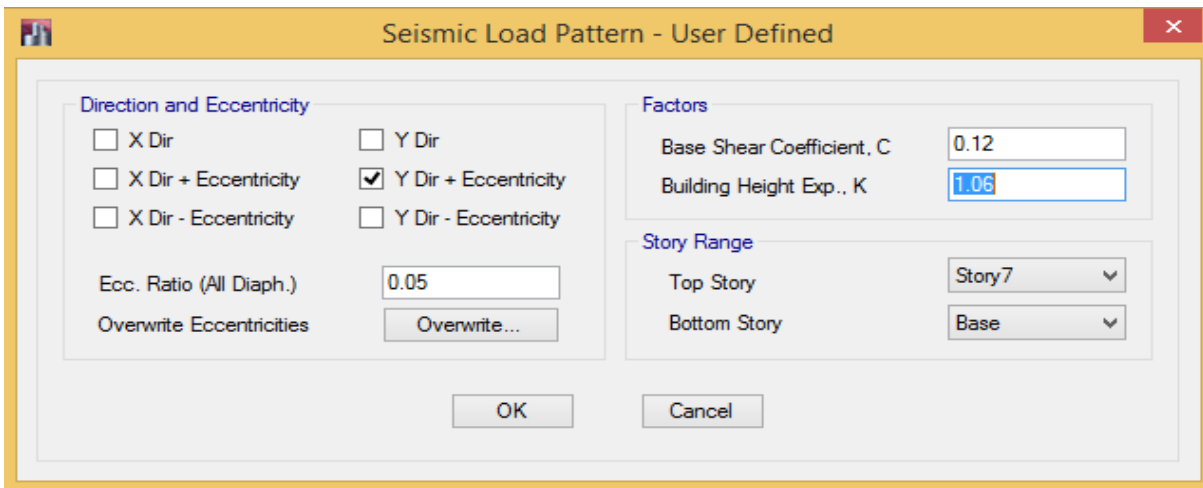 Seismic Load Pattern - User Defined
Direction and Eccentricity
X Dir
Y Dir
X Dir + Eccentricity
Y Dir + Eccentricity
X Dir - Eccentricity
Y Dir - Eccentricity
Ecc. Ratio (All Diaph.)
0.05
Overwrite Eccentricities
Overwrite...
Factors
Base Shear Coefficient, C
0.12
Building Height Exp., K
1.06
Story Range
Top Story
Story7
Bottom Story
Base
OK
Cancel